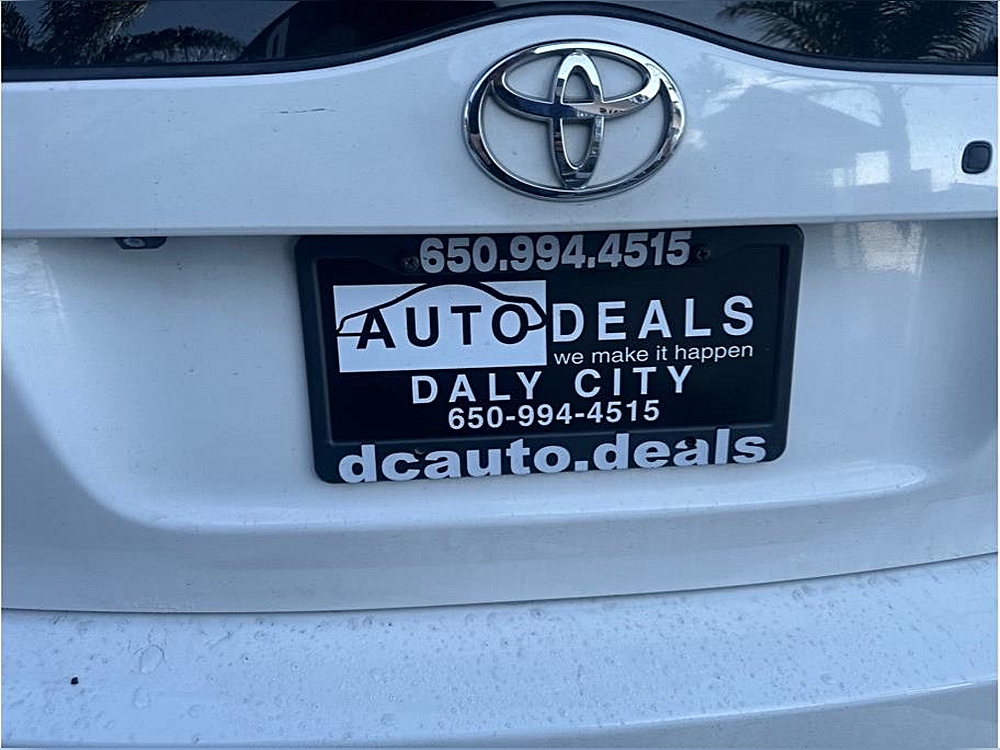 650.994.4515
AUTO DEALS
we make it happen
DALY CITY
650-994-4515
dcauto.deals